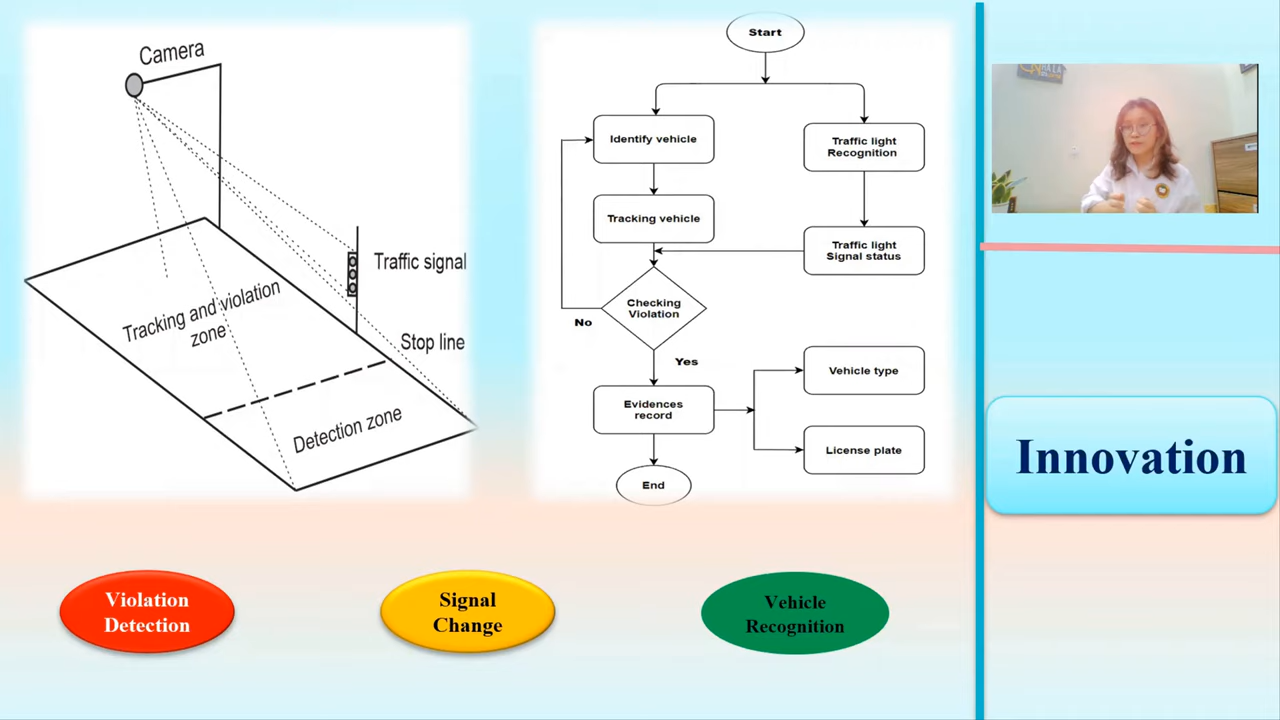 Camera
Traffic signal
Tracking and violation
zone
Stop line
Detection zone
Start
Identify vehicle
Traffic light
Recognition
Tracking vehicle
Traffic light
Signal status
Checking
Violation
No
Yes
Vehicle type
Evidences
record
License plate
End
Innovation
Violation
Detection
Signal
Change
Vehicle
Recognition